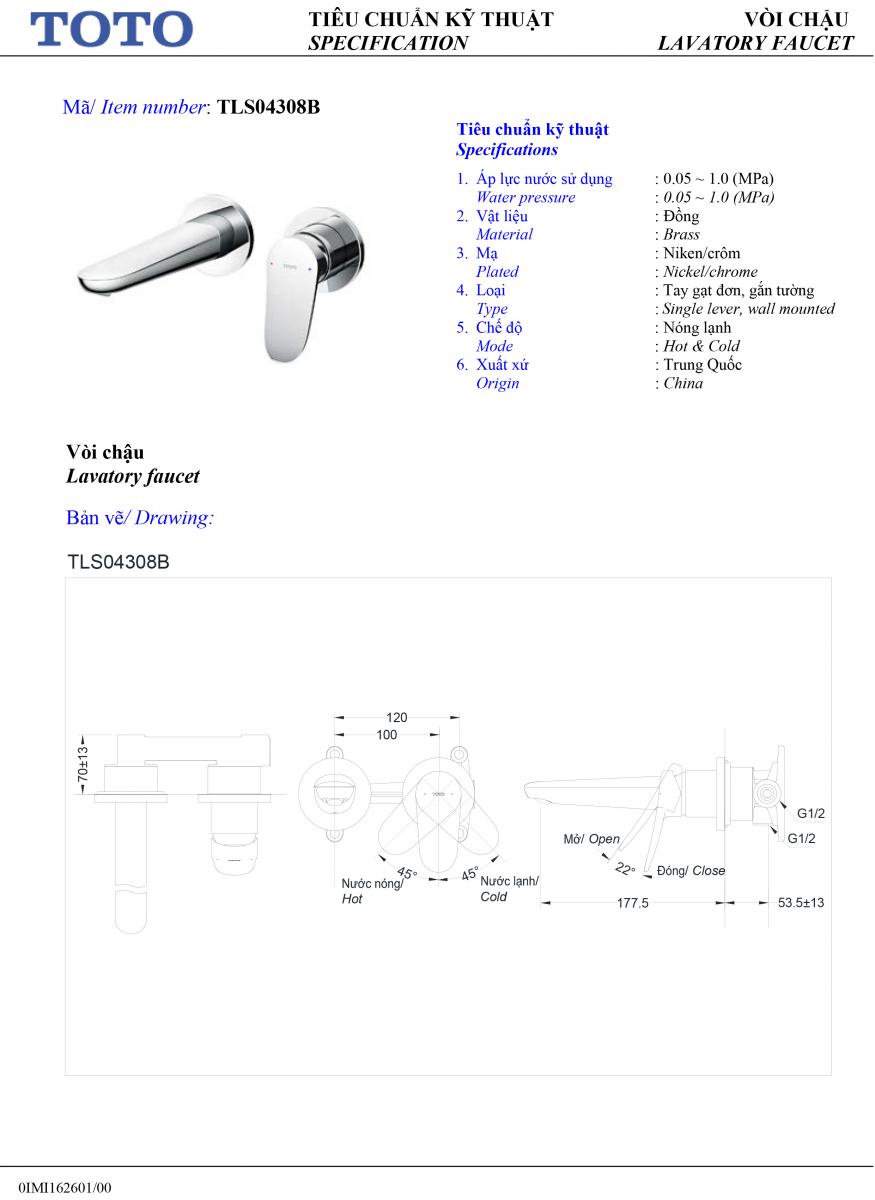 TOTO
TIÊU CHUẨN KỸ THUẬT
SPECIFICATION
VÒI CHẬU
LAVATORY FAUCET
Mã/ Item number: TLS04308B
Tiêu chuẩn kỹ thuật
Specifications
1. Áp lực nước sử dụng : 0.05 ~ 1.0 (MPa)
Water pressure : 0.05 ~ 1.0 (MPa)
2. Vật liệu : Đồng
Material : Brass
3. Mạ : Niken/crôm
Plated : Nickel/chrome
4. Loại : Tay gạt đơn, gắn tường
Type : Single lever, wall mounted
5. Chế độ : Nóng lạnh
Mode : Hot & Cold
6. Xuất xứ : Trung Quốc
Origin : China
TOTO
Vòi chậu
Lavatory faucet
Bản vẽ/ Drawing:
TLS04308B
120
100
70±13
TOTO
G1/2
G1/2
Mở/ Open
22°
Đóng/ Close
45°
45°
Nước nóng/
Hot
Nước lạnh/
Cold
177.5
53.5±13
0IMI162601/00